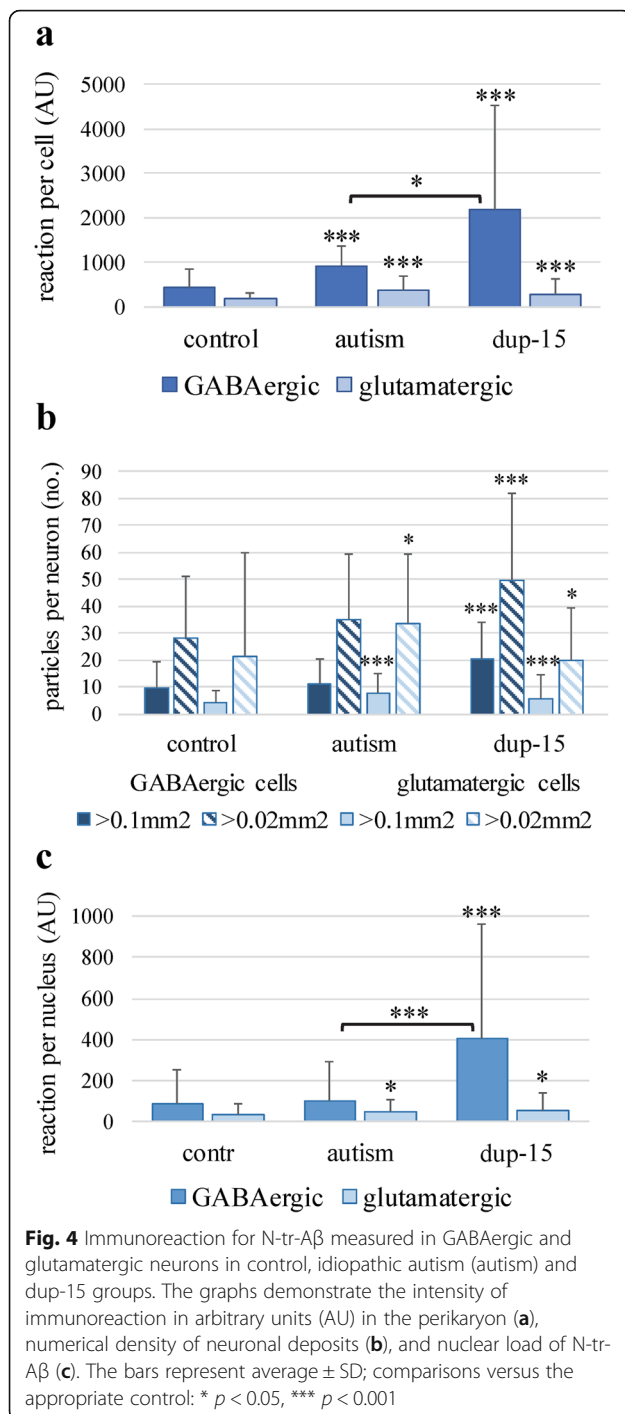 a
reaction per cell (AU)
5000
4000
3000
2000
1000
0
***
***
***
*
***
control autism dup-15
GABAergic glutamatergic
b
particles per neuron (no.)
90
80
70
60
50
40
30
20
10
0
***
*
***
***
***
*
control autism dup-15
GABAergic cells glutamatergic cells
>0.1mm2 >0.02mm2 >0.1mm2 >0.02mm2
c
reaction per nucleus (AU)
1000
800
600
400
200
0
***
***
*
*
contr autism dup-15
GABAergic glutamatergic
Fig. 4 Immunoreaction for N-tr-Aβ measured in GABAergic and
glutamatergic neurons in control, idiopathic autism (autism) and
dup-15 groups. The graphs demonstrate the intensity of
immunoreaction in arbitrary units (AU) in the perikaryon (a),
numerical density of neuronal deposits (b), and nuclear load of N-tr-
Aβ (c). The bars represent average ± SD; comparisons versus the
appropriate control: * p < 0.05, *** p < 0.001